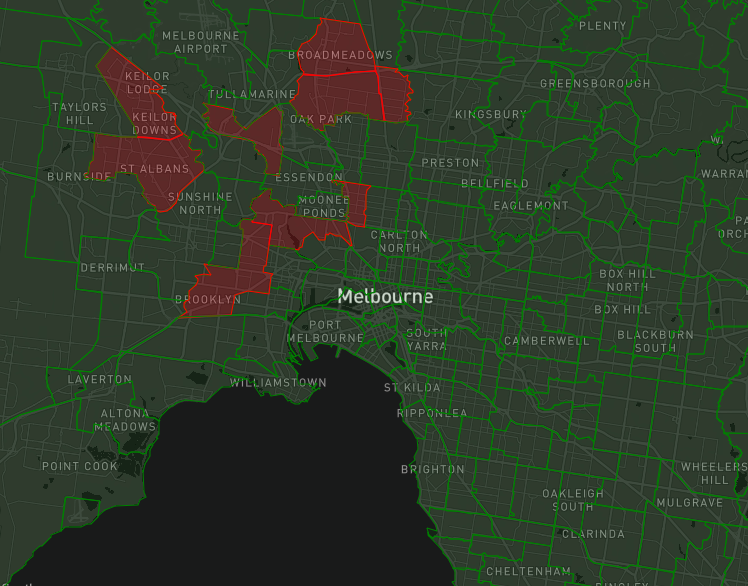 PLENTY
MELBOURNE
AIRPORT
BROADMEADOWS
KEILOR
LODGE
GREENSBOROUGH
TULLAMARINE
TAYLORS
HILL
KEILOR
DOWNS
OAK PARK
KINGSBURY
PRESTON
ST ALBANS
BURNSIDE
ESSENDON
BELLFIELD
SUNSHINE
NORTH
MOONEE
PONDS
EAGLEMONT
CARLTON
NORTH
DERRIMUT
BOX HILL
NORTH
BROOKLYN
Melbourne
BOX HILL
PORT
MELBOURNE
SOUTH
YARRA
CAMBERWELL
BLACKBURN
SOUTH
LAVERTON
WILLIAMSTOWN
ST KILDA
ALTONA
MEADOWS
RIPPONLEA
POINT COOK
BRIGHTON
WHEELERS
HILL
OAKLEIGH
SOUTH
MULGRAVE
CLARINDA
CHELTENHAM